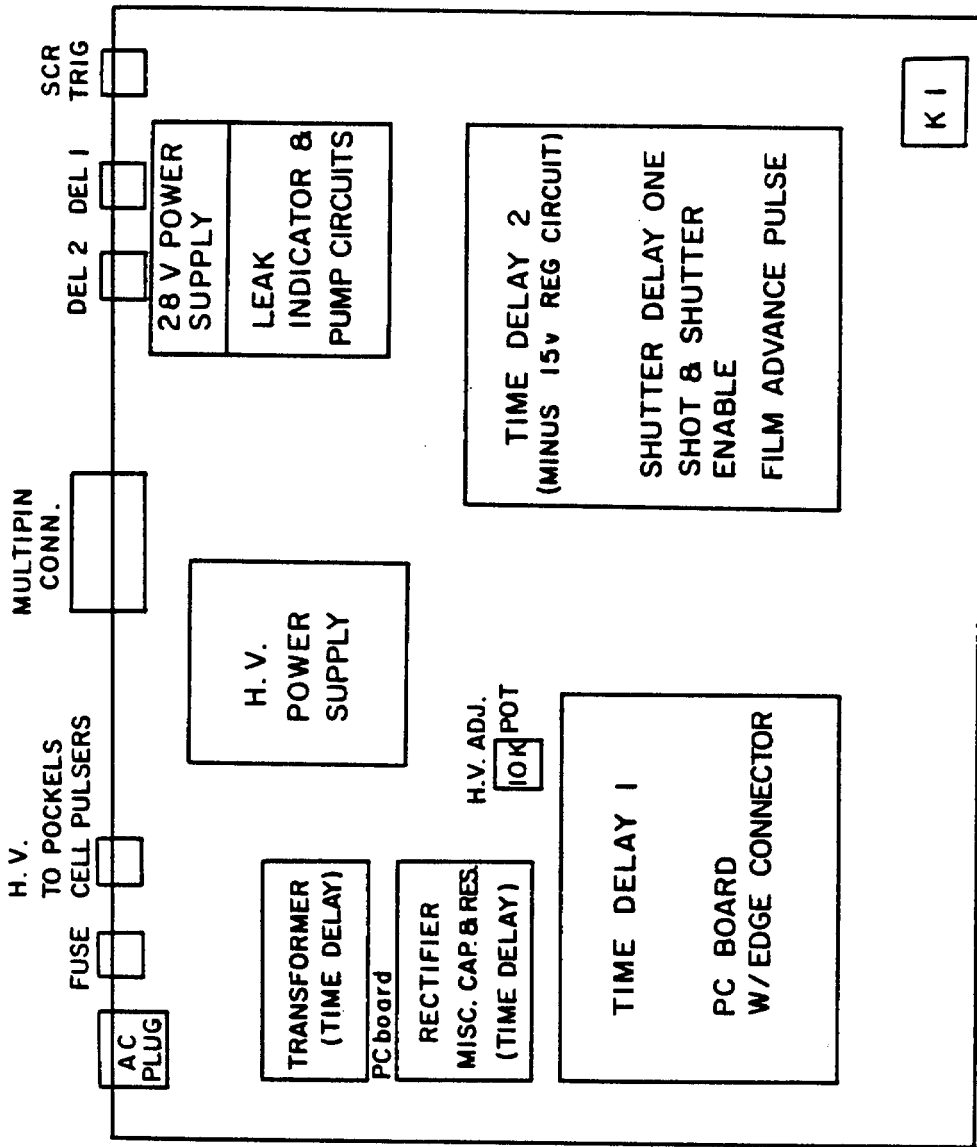 AC
PLUG
FUSE
H. V.
TO POCKELS
CELL PULSERS
MULTIPIN
CONN.
DEL 2
DEL 1
SCR
TRIG
TRANSFORMER
(TIME DELAY)
PC board
RECTIFIER
MISC. CAP. & RES.
(TIME DELAY)
H. V.
POWER
SUPPLY
H.V. ADJ.
10K POT
28 V POWER
SUPPLY
LEAK
INDICATOR &
PUMP CIRCUITS
TIME DELAY 1
PC BOARD
W/EDGE CONNECTOR
TIME DELAY 2
(MINUS 15v REG CIRCUIT)
SHUTTER DELAY ONE
SHOT & SHUTTER
ENABLE
FILM ADVANCE PULSE
K 1